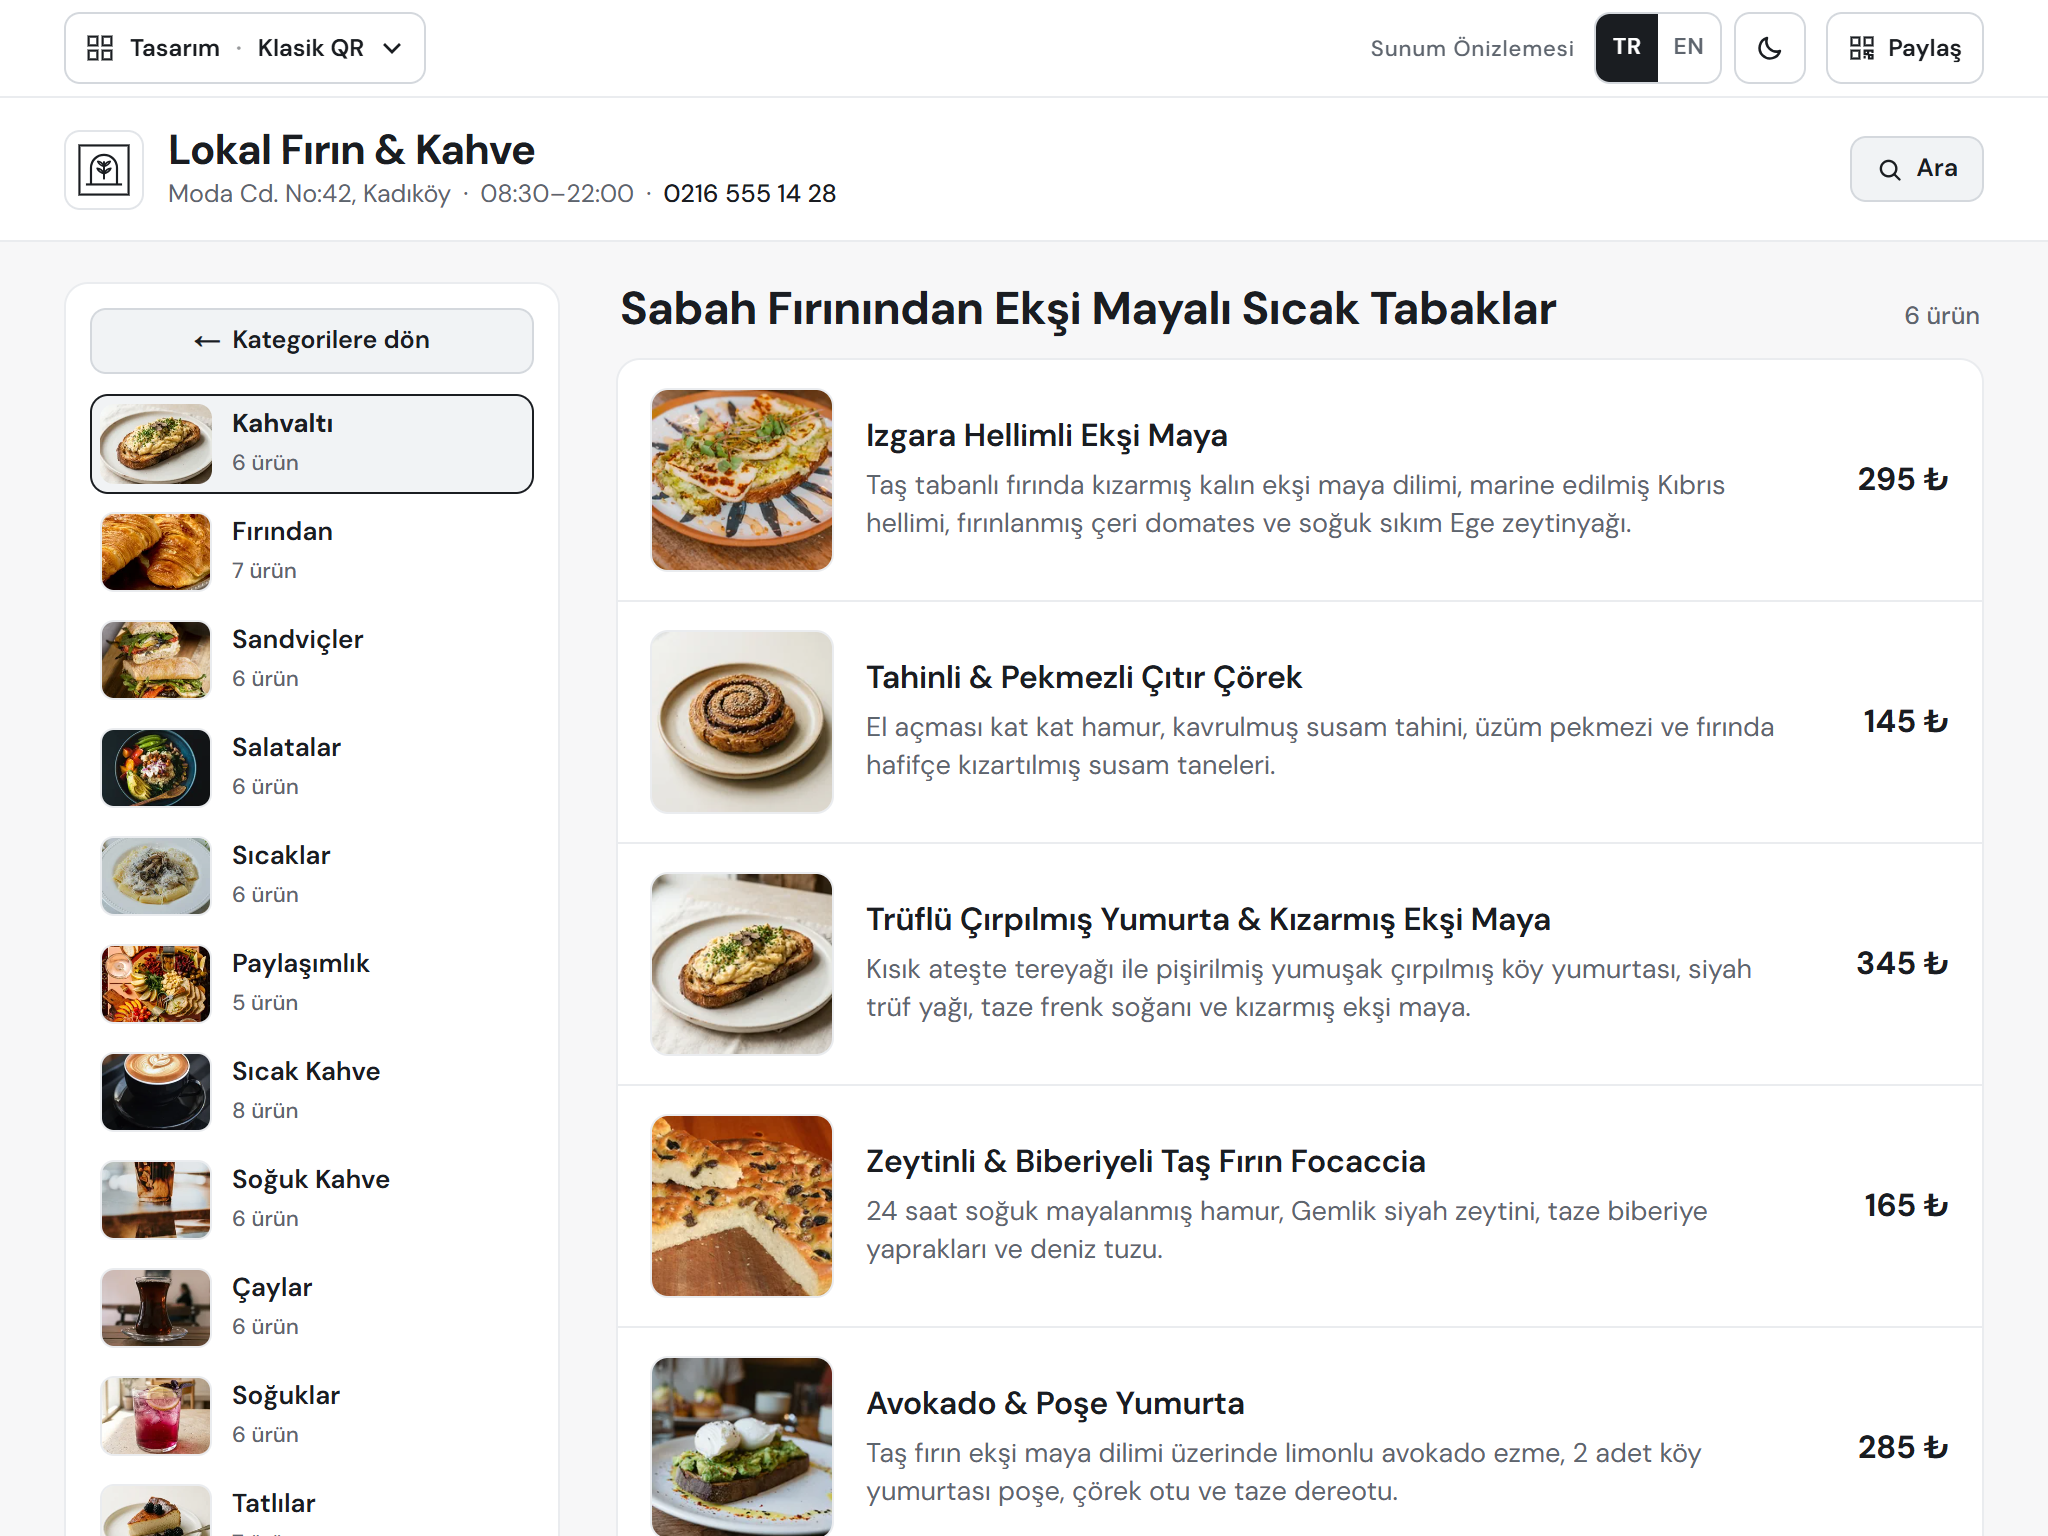 Tasarım · Klasik QR
Sunum Önizlemesi
TR
EN
Paylaş
Lokal Fırın & Kahve
Moda Cd. No:42, Kadıköy · 08:30–22:00 · 0216 555 14 28
Ara
← Kategorilere dön
Kahvaltı
6 ürün
Fırından
7 ürün
Sandviçler
6 ürün
Salatalar
6 ürün
Sıcaklar
6 ürün
Paylaşımlık
5 ürün
Sıcak Kahve
8 ürün
Soğuk Kahve
6 ürün
Çaylar
6 ürün
Soğuklar
6 ürün
Tatlılar
Sabah Fırınından Ekşi Mayalı Sıcak Tabaklar
6 ürün
Izgara Hellimli Ekşi Maya
Taş tabanlı fırında kızarmış kalın ekşi maya dilimi, marine edilmiş Kıbrıs
hellimi, fırınlanmış çeri domates ve soğuk sıkım Ege zeytinyağı.
295 ₺
Tahinli & Pekmezli Çıtır Çörek
El açması kat kat hamur, kavrulmuş susam tahini, üzüm pekmezi ve fırında
hafifçe kızartılmış susam taneleri.
145 ₺
Trüflü Çırpılmış Yumurta & Kızarmış Ekşi Maya
Kısık ateşte tereyağı ile pişirilmiş yumuşak çırpılmış köy yumurtası, siyah
trüf yağı, taze frenk soğanı ve kızarmış ekşi maya.
345 ₺
Zeytinli & Biberiyeli Taş Fırın Focaccia
24 saat soğuk mayalanmış hamur, Gemlik siyah zeytini, taze biberiye
yaprakları ve deniz tuzu.
165 ₺
Avokado & Poşe Yumurta
Taş fırın ekşi maya dilimi üzerinde limonlu avokado ezme, 2 adet köy
yumurtası poşe, çörek otu ve taze dereotu.
285 ₺